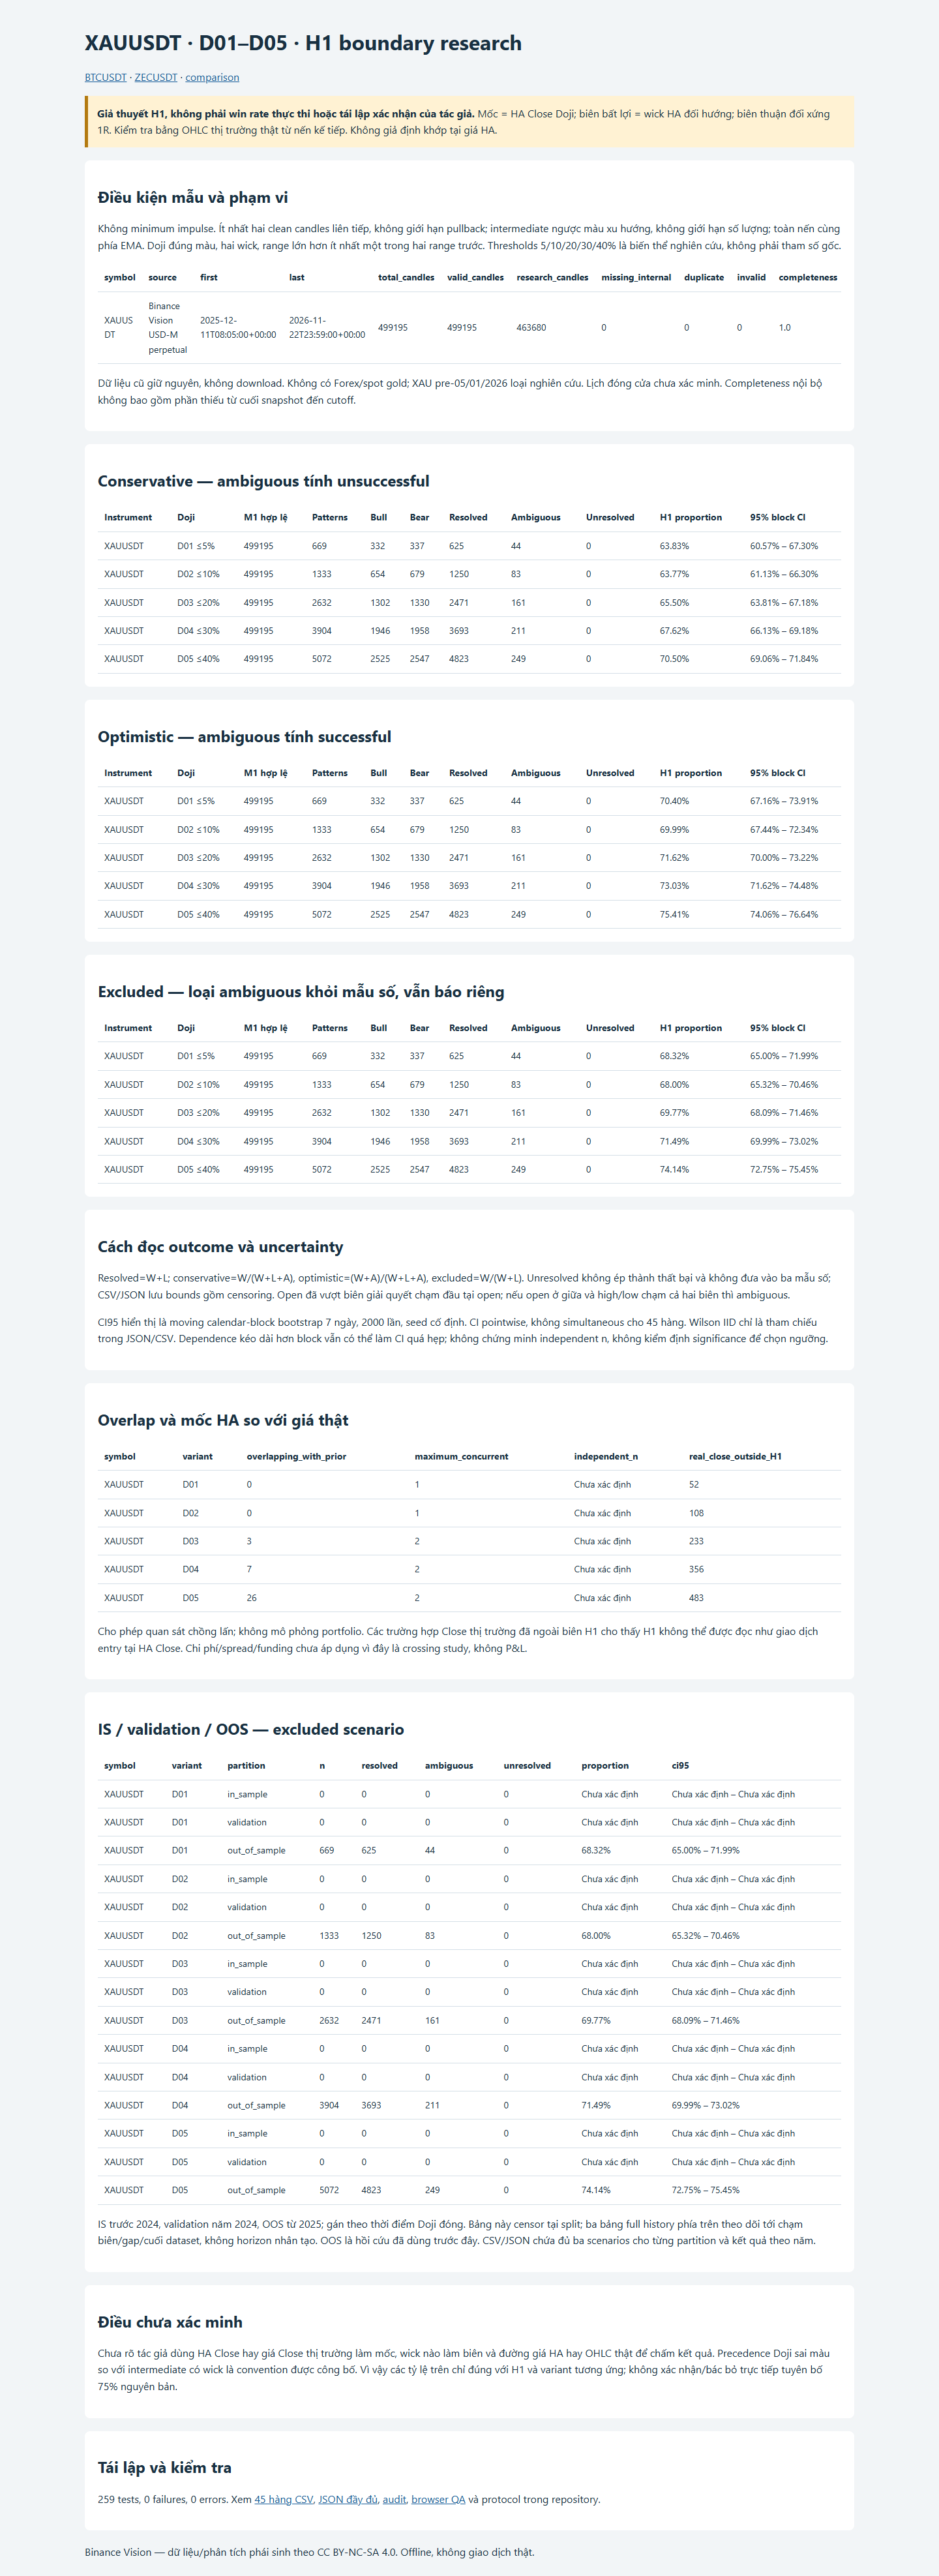 XAUUSDT · D01–D05 · H1 boundary research
BTCUSDT · ZECUSDT · comparison
Giả thuyết H1, không phải win rate thực thi hoặc tái lập xác nhận của tác giả. Mốc = HA Close Doji; biên bất lợi = wick HA đối hướng; biên thuận đối xứng
1R. Kiểm tra bằng OHLC thị trường thật từ nến kế tiếp. Không giả định khớp tại giá HA.
Điều kiện mẫu và phạm vi
Không minimum impulse. Ít nhất hai clean candles liên tiếp, không giới hạn pullback; intermediate ngược màu xu hướng, không giới hạn số lượng; toàn nến cùng
phía EMA. Doji đúng màu, hai wick, range lớn hơn ít nhất một trong hai range trước. Thresholds 5/10/20/30/40% là biến thể nghiên cứu, không phải tham số gốc.
symbol source first last total_candles valid_candles research_candles missing_internal duplicate invalid completeness
XAUUS
DT
Binance
Vision
USD-M
perpetual
2025-12-
11T08:05:00+00:00
2026-11-
22T23:59:00+00:00
499195 499195 463680 0 0 0 1.0
Dữ liệu cũ giữ nguyên, không download. Không có Forex/spot gold; XAU pre-05/01/2026 loại nghiên cứu. Lịch đóng cửa chưa xác minh. Completeness nội bộ
không bao gồm phần thiếu từ cuối snapshot đến cutoff.
Conservative — ambiguous tính unsuccessful
Instrument Doji M1 hợp lệ Patterns Bull Bear Resolved Ambiguous Unresolved H1 proportion 95% block CI
XAUUSDT D01 ≤5% 499195 669 332 337 625 44 0 63.83% 60.57% – 67.30%
XAUUSDT D02 ≤10% 499195 1333 654 679 1250 83 0 63.77% 61.13% – 66.30%
XAUUSDT D03 ≤20% 499195 2632 1302 1330 2471 161 0 65.50% 63.81% – 67.18%
XAUUSDT D04 ≤30% 499195 3904 1946 1958 3693 211 0 67.62% 66.13% – 69.18%
XAUUSDT D05 ≤40% 499195 5072 2525 2547 4823 249 0 70.50% 69.06% – 71.84%
Optimistic — ambiguous tính successful
Instrument Doji M1 hợp lệ Patterns Bull Bear Resolved Ambiguous Unresolved H1 proportion 95% block CI
XAUUSDT D01 ≤5% 499195 669 332 337 625 44 0 70.40% 67.16% – 73.91%
XAUUSDT D02 ≤10% 499195 1333 654 679 1250 83 0 69.99% 67.44% – 72.34%
XAUUSDT D03 ≤20% 499195 2632 1302 1330 2471 161 0 71.62% 70.00% – 73.22%
XAUUSDT D04 ≤30% 499195 3904 1946 1958 3693 211 0 73.03% 71.62% – 74.48%
XAUUSDT D05 ≤40% 499195 5072 2525 2547 4823 249 0 75.41% 74.06% – 76.64%
Excluded — loại ambiguous khỏi mẫu số, vẫn báo riêng
Instrument Doji M1 hợp lệ Patterns Bull Bear Resolved Ambiguous Unresolved H1 proportion 95% block CI
XAUUSDT D01 ≤5% 499195 669 332 337 625 44 0 68.32% 65.00% – 71.99%
XAUUSDT D02 ≤10% 499195 1333 654 679 1250 83 0 68.00% 65.32% – 70.46%
XAUUSDT D03 ≤20% 499195 2632 1302 1330 2471 161 0 69.77% 68.09% – 71.46%
XAUUSDT D04 ≤30% 499195 3904 1946 1958 3693 211 0 71.49% 69.99% – 73.02%
XAUUSDT D05 ≤40% 499195 5072 2525 2547 4823 249 0 74.14% 72.75% – 75.45%
Cách đọc outcome và uncertainty
Resolved=W+L; conservative=W/(W+L+A), optimistic=(W+A)/(W+L+A), excluded=W/(W+L). Unresolved không ép thành thất bại và không đưa vào ba mẫu số;
CSV/JSON lưu bounds gồm censoring. Open đã vượt biên giải quyết chạm đầu tại open; nếu open ở giữa và high/low chạm cả hai biên thì ambiguous.
CI95 hiển thị là moving calendar-block bootstrap 7 ngày, 2000 lần, seed cố định. CI pointwise, không simultaneous cho 45 hàng. Wilson IID chỉ là tham chiếu
trong JSON/CSV. Dependence kéo dài hơn block vẫn có thể làm CI quá hẹp; không chứng minh independent n, không kiểm định significance để chọn ngưỡng.
Overlap và mốc HA so với giá thật
symbol variant overlapping_with_prior maximum_concurrent independent_n real_close_outside_H1
XAUUSDT D01 0 1 Chưa xác định 52
XAUUSDT D02 0 1 Chưa xác định 108
XAUUSDT D03 3 2 Chưa xác định 233
XAUUSDT D04 7 2 Chưa xác định 356
XAUUSDT D05 26 2 Chưa xác định 483
Cho phép quan sát chồng lấn; không mô phỏng portfolio. Các trường hợp Close thị trường đã ngoài biên H1 cho thấy H1 không thể được đọc như giao dịch
entry tại HA Close. Chi phí/spread/funding chưa áp dụng vì đây là crossing study, không P&L.
IS / validation / OOS — excluded scenario
symbol variant partition n resolved ambiguous unresolved proportion ci95
XAUUSDT D01 in_sample 0 0 0 0 Chưa xác định Chưa xác định – Chưa xác định
XAUUSDT D01 validation 0 0 0 0 Chưa xác định Chưa xác định – Chưa xác định
XAUUSDT D01 out_of_sample 669 625 44 0 68.32% 65.00% – 71.99%
XAUUSDT D02 in_sample 0 0 0 0 Chưa xác định Chưa xác định – Chưa xác định
XAUUSDT D02 validation 0 0 0 0 Chưa xác định Chưa xác định – Chưa xác định
XAUUSDT D02 out_of_sample 1333 1250 83 0 68.00% 65.32% – 70.46%
XAUUSDT D03 in_sample 0 0 0 0 Chưa xác định Chưa xác định – Chưa xác định
XAUUSDT D03 validation 0 0 0 0 Chưa xác định Chưa xác định – Chưa xác định
XAUUSDT D03 out_of_sample 2632 2471 161 0 69.77% 68.09% – 71.46%
XAUUSDT D04 in_sample 0 0 0 0 Chưa xác định Chưa xác định – Chưa xác định
XAUUSDT D04 validation 0 0 0 0 Chưa xác định Chưa xác định – Chưa xác định
XAUUSDT D04 out_of_sample 3904 3693 211 0 71.49% 69.99% – 73.02%
XAUUSDT D05 in_sample 0 0 0 0 Chưa xác định Chưa xác định – Chưa xác định
XAUUSDT D05 validation 0 0 0 0 Chưa xác định Chưa xác định – Chưa xác định
XAUUSDT D05 out_of_sample 5072 4823 249 0 74.14% 72.75% – 75.45%
IS trước 2024, validation năm 2024, OOS từ 2025; gán theo thời điểm Doji đóng. Bảng này censor tại split; ba bảng full history phía trên theo dõi tới chạm
biên/gap/cuối dataset, không horizon nhân tạo. OOS là hồi cứu đã dùng trước đây. CSV/JSON chứa đủ ba scenarios cho từng partition và kết quả theo năm.
Điều chưa xác minh
Chưa rõ tác giả dùng HA Close hay giá Close thị trường làm mốc, wick nào làm biên và đường giá HA hay OHLC thật để chấm kết quả. Precedence Doji sai màu
so với intermediate có wick là convention được công bố. Vì vậy các tỷ lệ trên chỉ đúng với H1 và variant tương ứng; không xác nhận/bác bỏ trực tiếp tuyên bố
75% nguyên bản.
Tái lập và kiểm tra
259 tests, 0 failures, 0 errors. Xem 45 hàng CSV, JSON đầy đủ, audit, browser QA và protocol trong repository.
Binance Vision — dữ liệu/phân tích phái sinh theo CC BY-NC-SA 4.0. Offline, không giao dịch thật.